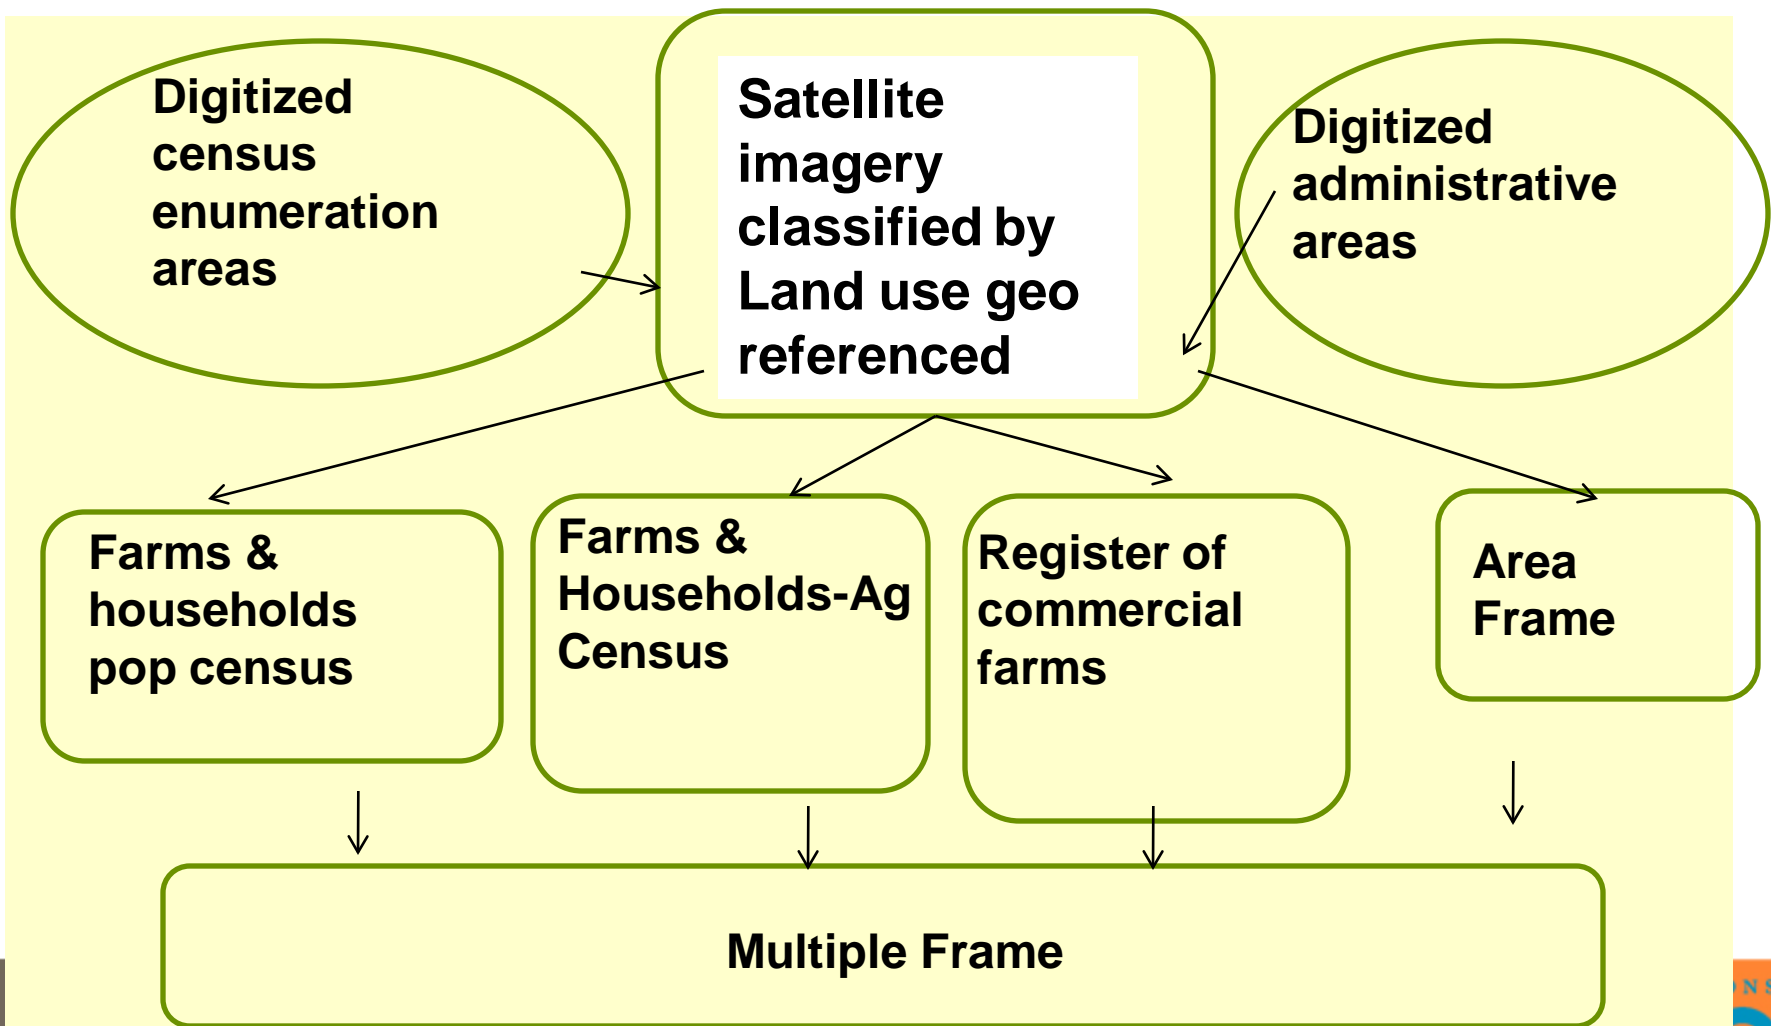 Digitized
census
enumeration
areas
Satellite
imagery
classified by
Land use geo
referenced
Digitized
administrative
areas
Farms &
households
pop census
Farms &
Households-Ag
Census
Register of
commercial
farms
Area
Frame
Multiple Frame